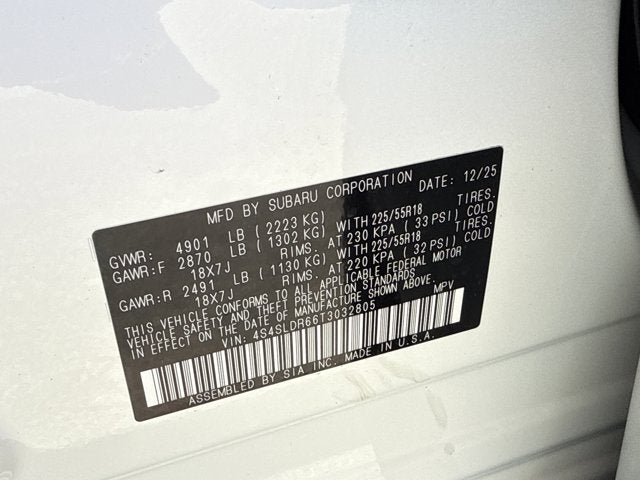 MFD BY SUBARU CORPORATION DATE: 12/25
GVWR: 4901 LB (2223 KG)
GAWR:F 2870 LB (1302 KG) WITH 225/55R18 TIRES.
18X7J RIMS. AT 230 KPA (33 PSI) COLD
GAWR:R 2491 LB (1130 KG) WITH 225/55R18 TIRES.
18X7J RIMS. AT 220 KPA (32 PSI) COLD
THIS VEHICLE CONFORMS TO ALL APPLICABLE FEDERAL MOTOR
VEHICLE SAFETY AND THEFT PREVENTION STANDARDS
IN EFFECT ON THE DATE OF MANUFACTURE SHOWN ABOVE.
VIN: 4S4SLDR66T3032805 MPV
ASSEMBLED BY SIA INC. MADE IN U.S.A.